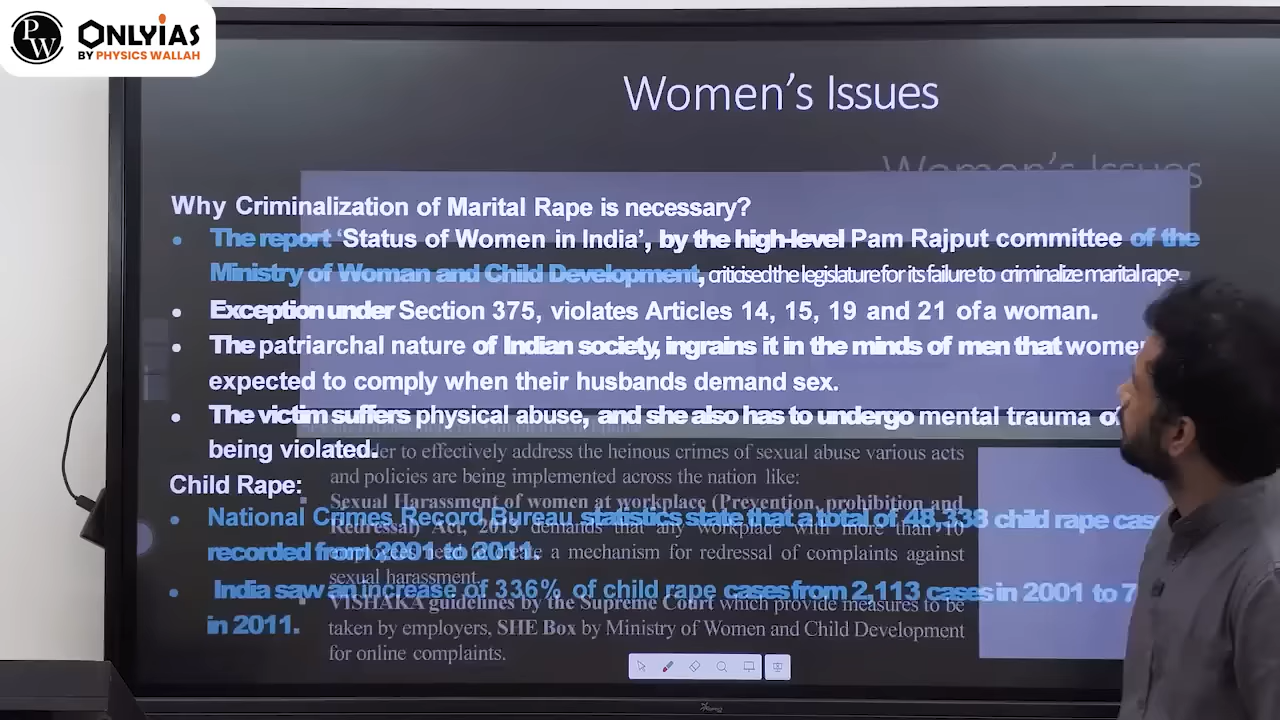 PW
ONLYIAS
BY PHYSICS WALLAH
Women's Issues
Women's Issues
Why Criminalization of Marital Rape is necessary?
• The report ‘Status of Women in India’, by the high-level Pam Rajput committee of the
Ministry of Woman and Child Development, criticised the legislature for its failure to criminalize marital rape.
• Exception under Section 375, violates Articles 14, 15, 19 and 21 of a woman.
• The patriarchal nature of Indian society, ingrains it in the minds of men that
expected to comply when their husbands demand sex.
• The victim suffers physical abuse, and she also has to undergo mental trauma of
being violated.
to effectively address the heinous crimes of sexual abuse various acts
and policies are being implemented across the nation like:
Child Rape:
Sexual Harassment of women at workplace (Prevention, prohibition and
• National Crimes Record Bureau statistics state that a total of 48,338 child rape
Redressal) Act, 2013 demands that any workplace with more than 10
recorded from 2001 to 2011.
employees need to create a mechanism for redressal of complaints against
sexual harassment.
• India saw an increase of 336% of child rape cases from 2,113 cases in 2001 to
VISHAKA guidelines by the Supreme Court which provide measures to be
in 2011.
taken by employers, SHE Box by Ministry of Women and Child Development
for online complaints.